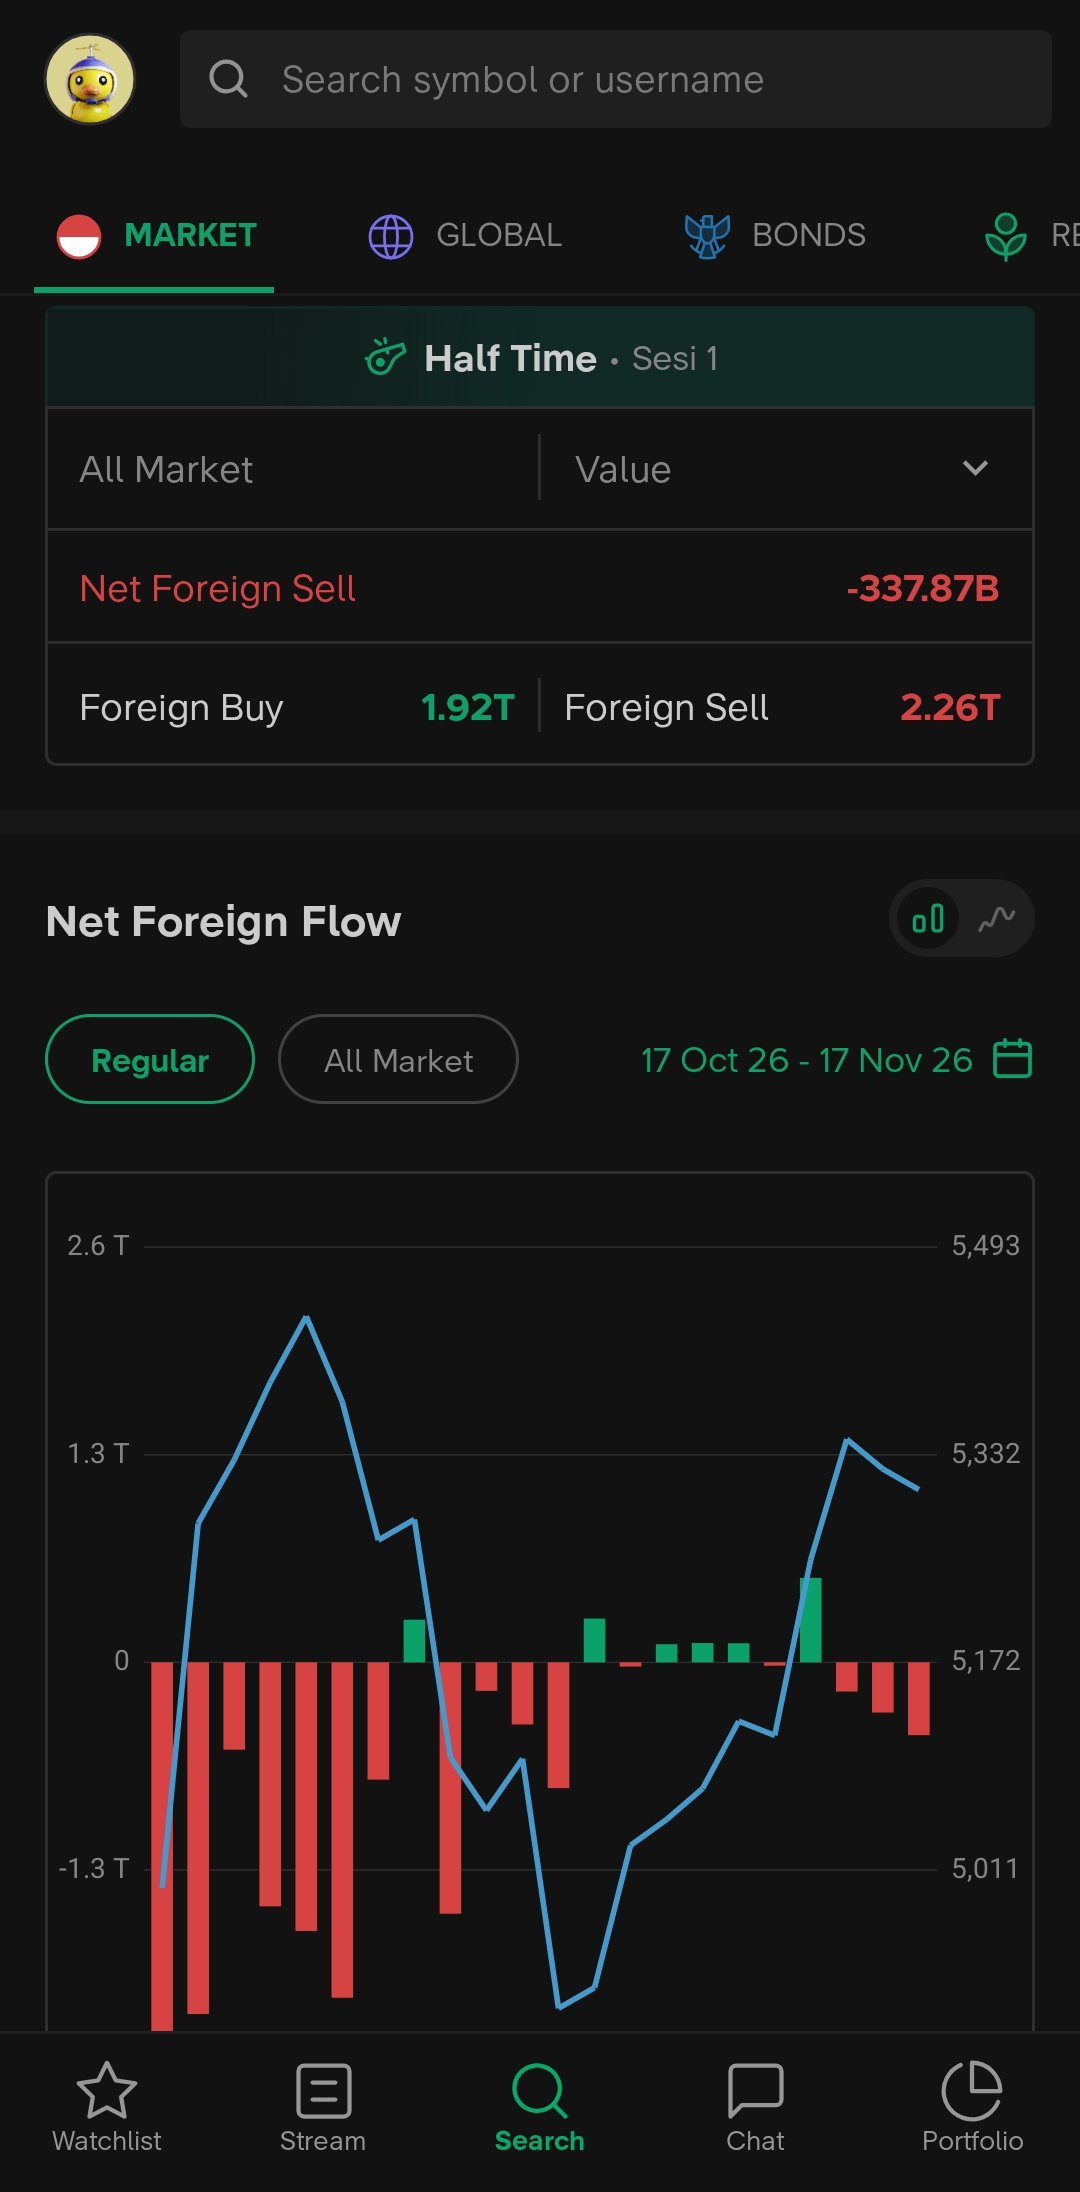 Search symbol or username
MARKET GLOBAL BONDS RE
Half Time • Sesi 1
All Market Value
Net Foreign Sell -337.87B
Foreign Buy 1.92T Foreign Sell 2.26T
Net Foreign Flow
Regular All Market 17 Oct 26 - 17 Nov 26
2.6 T 5,493
1.3 T 5,332
0 5,172
-1.3 T 5,011
Watchlist Stream Search Chat Portfolio